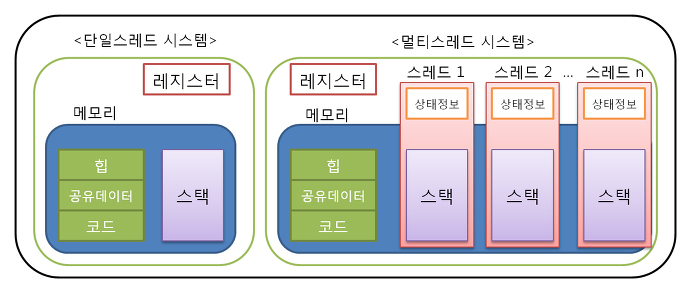 <단일스레드 시스템>
레지스터
메모리
힙
공유데이터
코드
스택
<멀티스레드 시스템>
레지스터
메모리
힙
공유데이터
코드
스레드 1
상태정보
스택
스레드 2
상태정보
스택
...
스레드 n
상태정보
스택